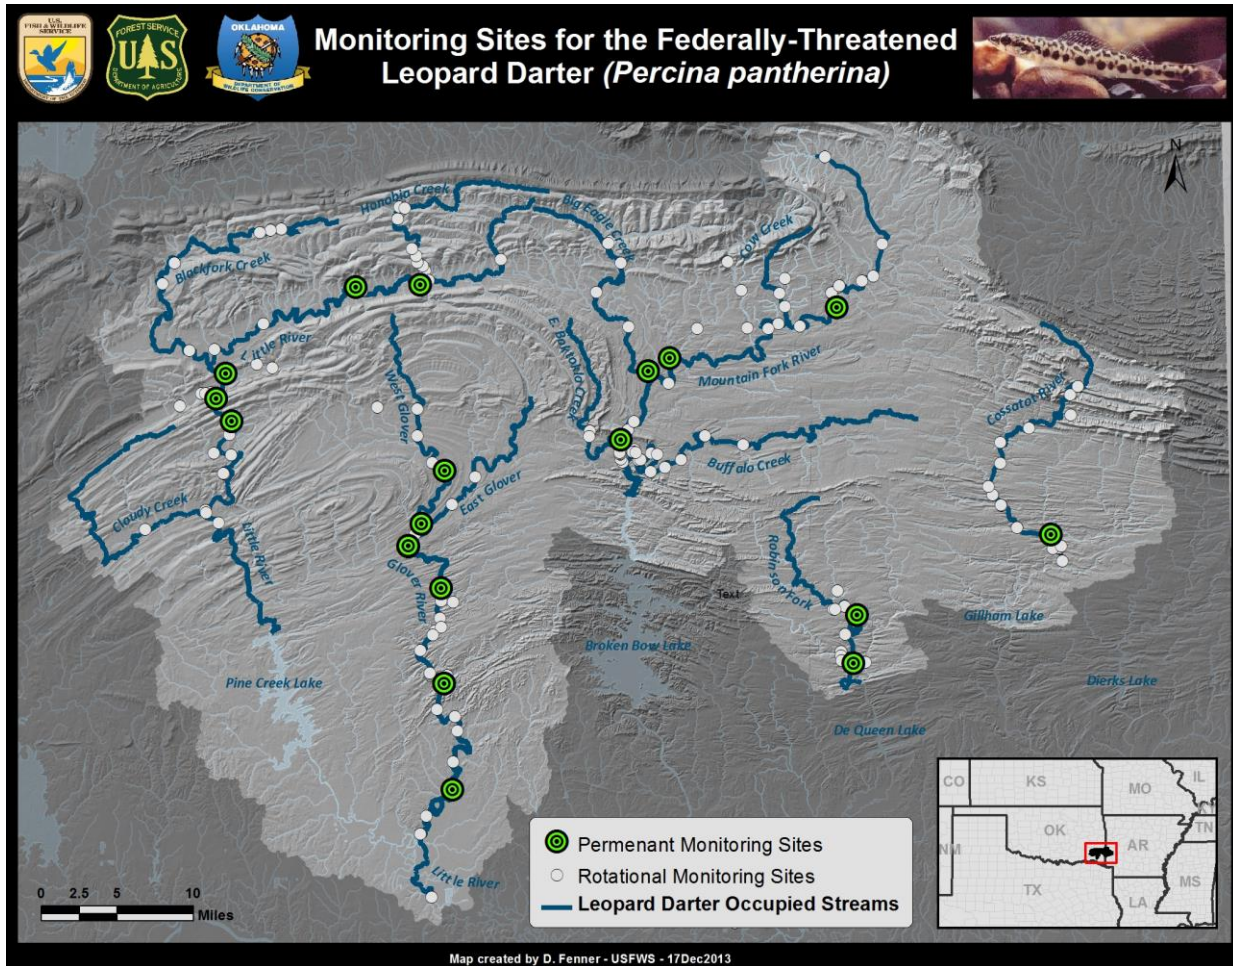 U.S.
FISH & WILDLIFE
SERVICE
FOREST SERVICE
U S
DEPARTMENT OF AGRICULTURE
OKLAHOMA
DEPARTMENT OF
WILDLIFE CONSERVATION
Monitoring Sites for the Federally-Threatened
Leopard Darter (Percina pantherina)
N
Honobia Creek
Big Eagle Creek
Cow Creek
Blackfork Creek
Little River
E. Baktokla Creek
Mountain Fork River
West Glover
Cossatot River
Buffalo Creek
East Glover
Cloudy Creek
Little River
Glover River
Robinson Fork
Text
Gillham Lake
Broken Bow Lake
Pine Creek Lake
Dierks Lake
De Queen Lake
Little River
0 2.5 5 10
Miles
Permenant Monitoring Sites
Rotational Monitoring Sites
Leopard Darter Occupied Streams
CO
KS
MO
IL
KY
TN
NM
OK
AR
MS
TX
LA
Map created by D. Fenner - USFWS - 17Dec2013